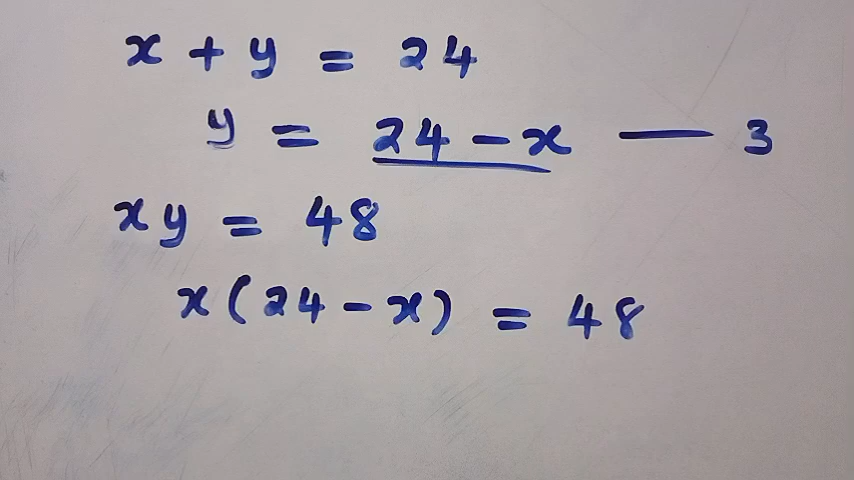 x + y = 24
y = 24 - x — 3
xy = 48
x(24 - x) = 48